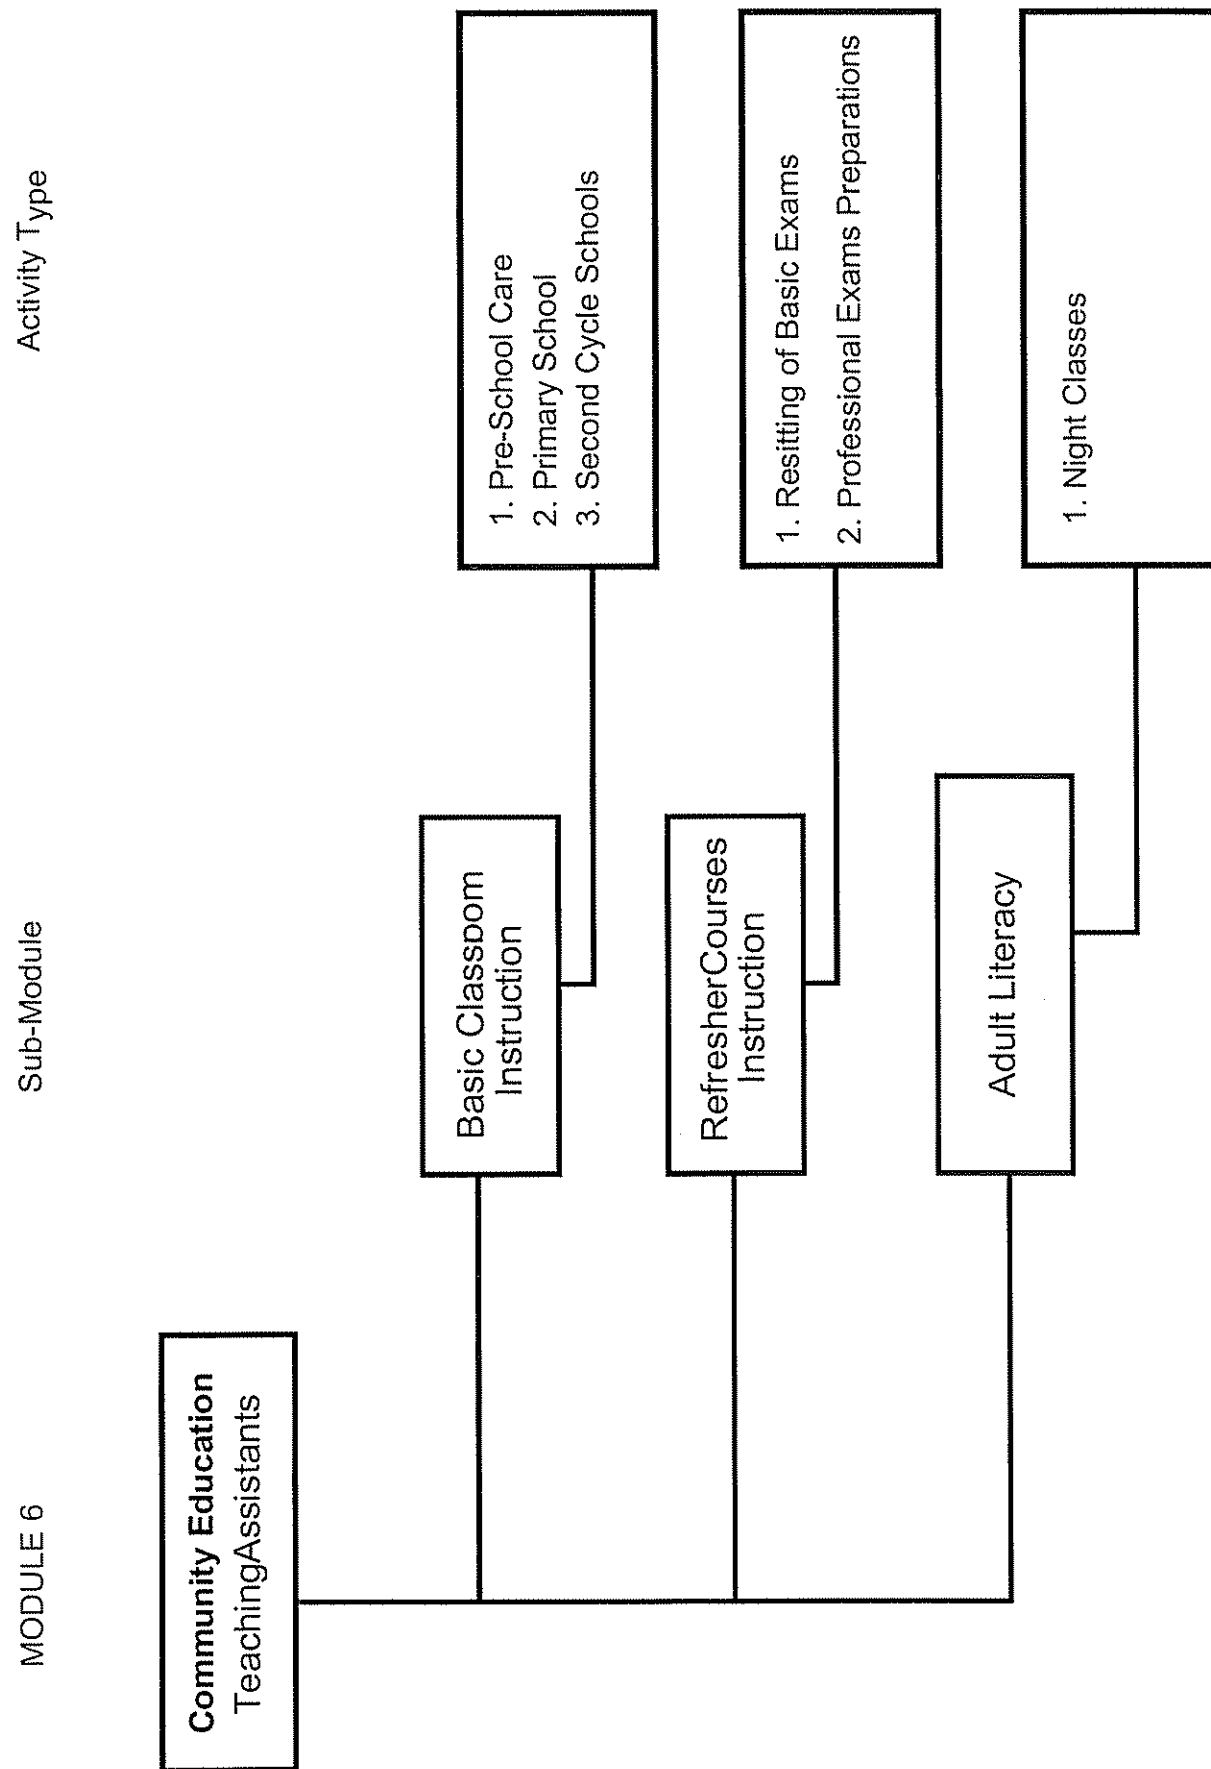 MODULE 6
Sub-Module
Activity Type
Community Education
TeachingAssistants
Basic Classroom
Instruction
1. Pre-School Care
2. Primary School
3. Second Cycle Schools
RefresherCourses
Instruction
1. Resitting of Basic Exams
2. Professional Exams Preparations
Adult Literacy
1. Night Classes